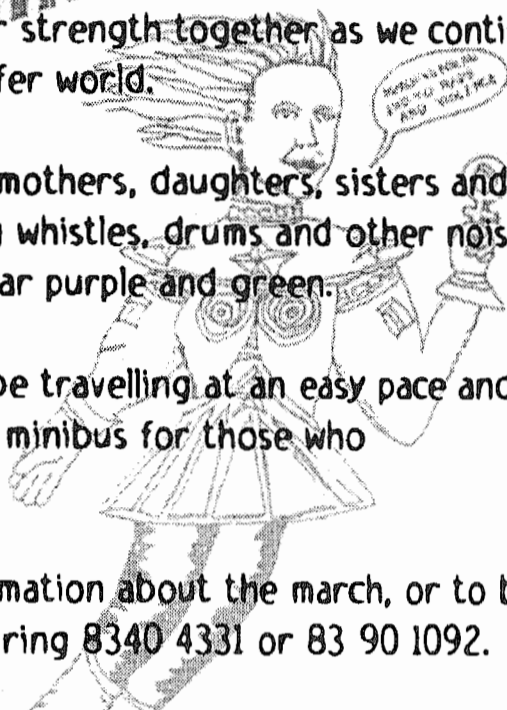 strength together as we conti
fer world.
AND VIOLENCE
mothers, daughters, sisters and
whistles, drums and other nois
ar purple and green.
be travelling at an easy pace and
minibus for those who
mation about the march, or to b
ring 8340 4331 or 83 90 1092.